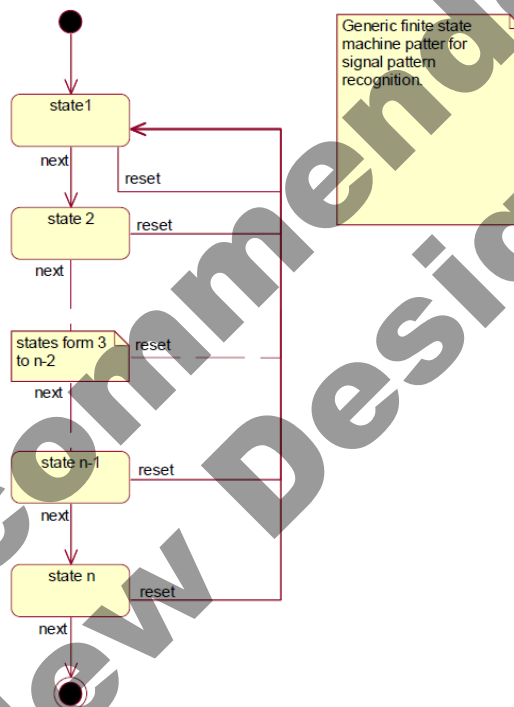 state1
next
reset
state 2
reset
next
states form 3
to n-2
reset
next
state n-1
reset
next
state n
reset
next
Generic finite state
machine patter for
signal pattern
recognition.